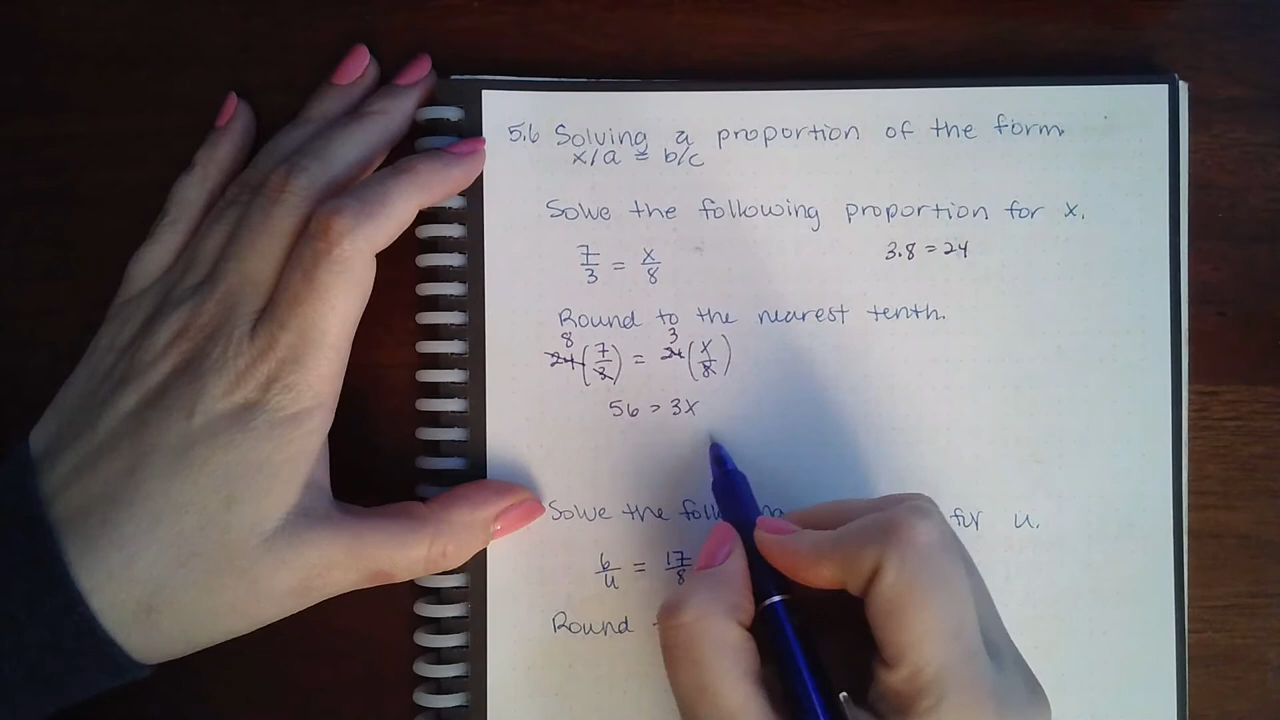 5.6 Solving a proportion of the form
x/a = b/c
Solve the following proportion for x.
7/3 = x/8
3.8 = 24
Round to the nearest tenth.
8 3
24(7/3) = 24(x/8)
56 = 3x
Solve the for u.
6/u = 17/8
Round